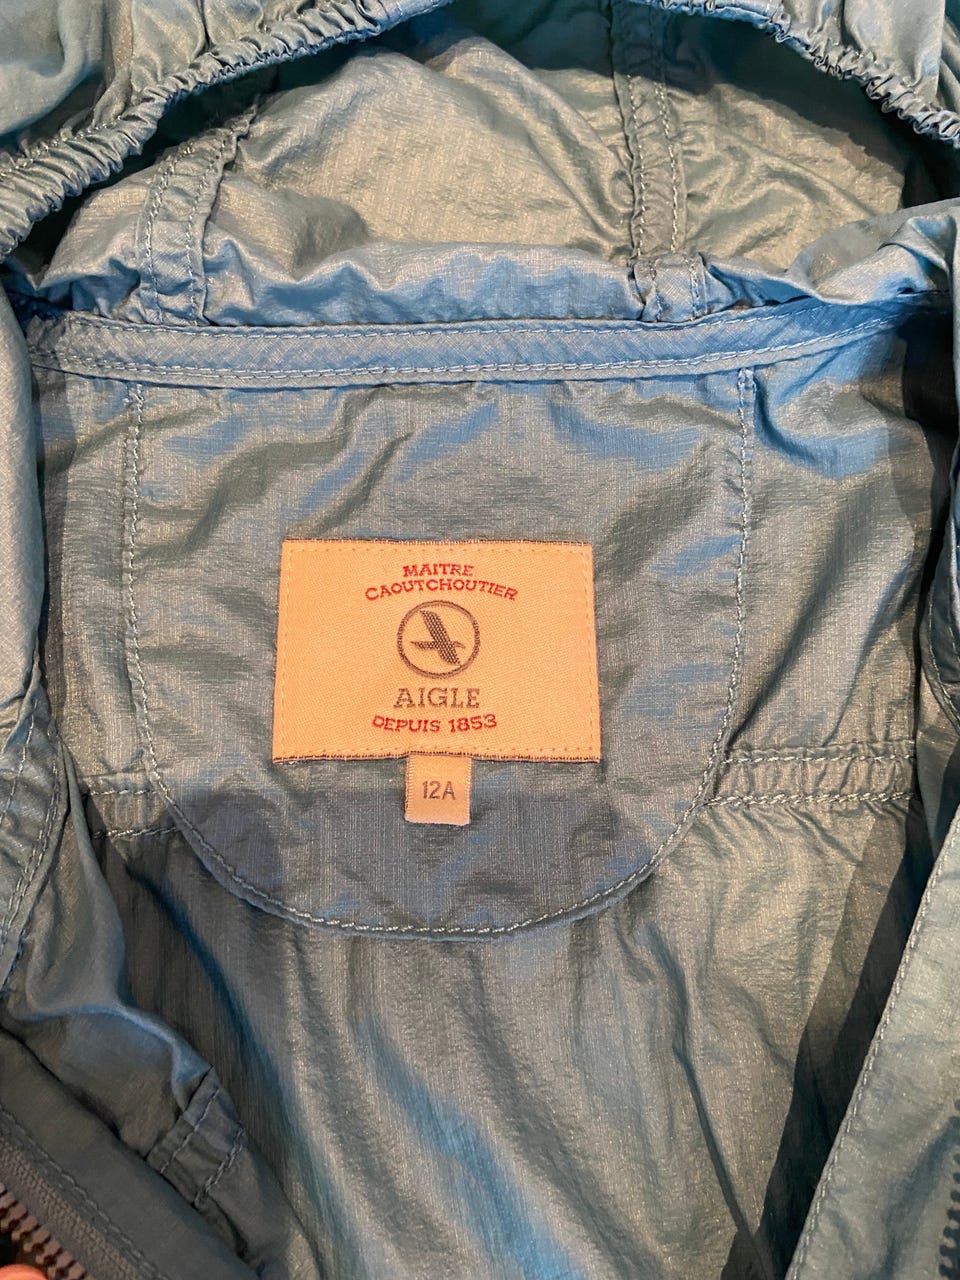 MAITRE
CAOUTCHOUTIER
AIGLE
DEPUIS 1853
12A